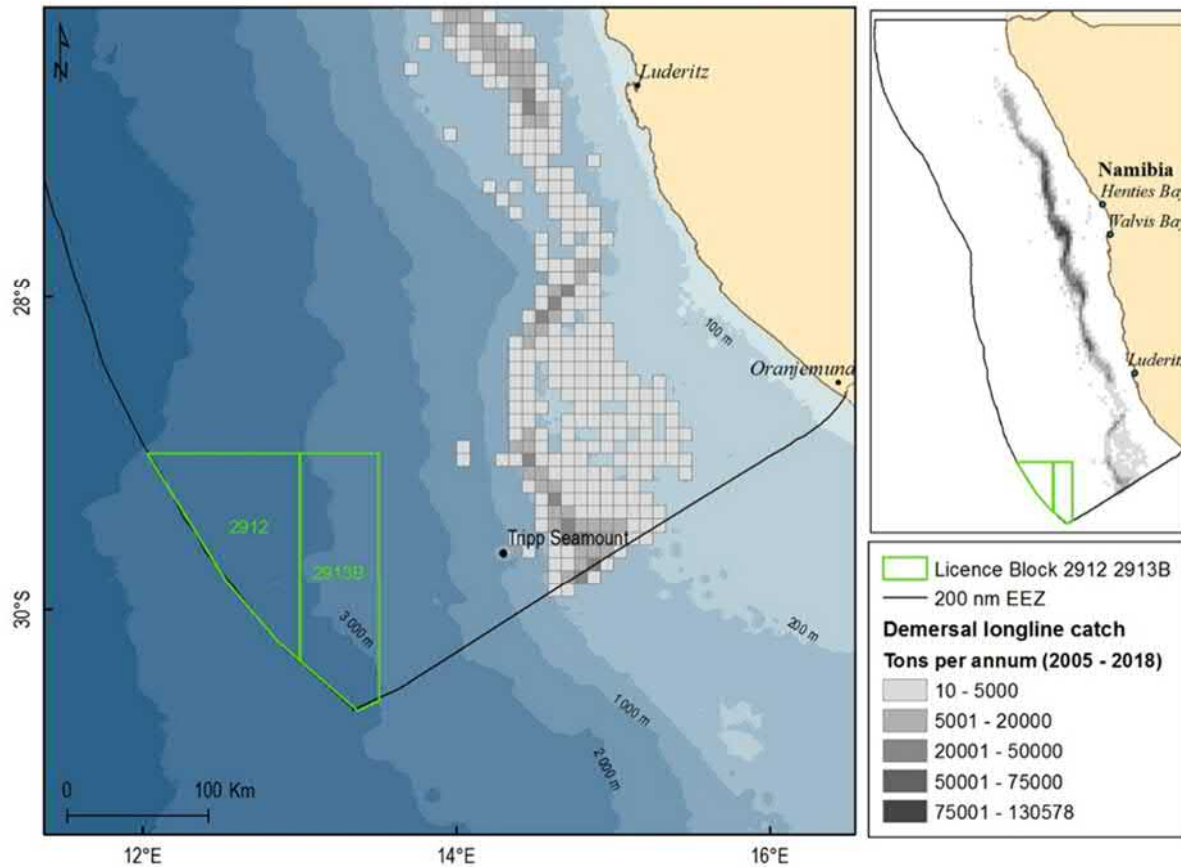 Luderitz
28°S
100 m
Oranjemund
2912
2913B
Tripp Seamount
30°S
3 000 m
200 m
1 000 m
2 000 m
0 100 Km
12°E 14°E 16°E
Namibia
Henties Bay
Walvis Bay
Luderitz
Licence Block 2912 2913B
200 nm EEZ
Demersal longline catch
Tons per annum (2005 - 2018)
10 - 5000
5001 - 20000
20001 - 50000
50001 - 75000
75001 - 130578